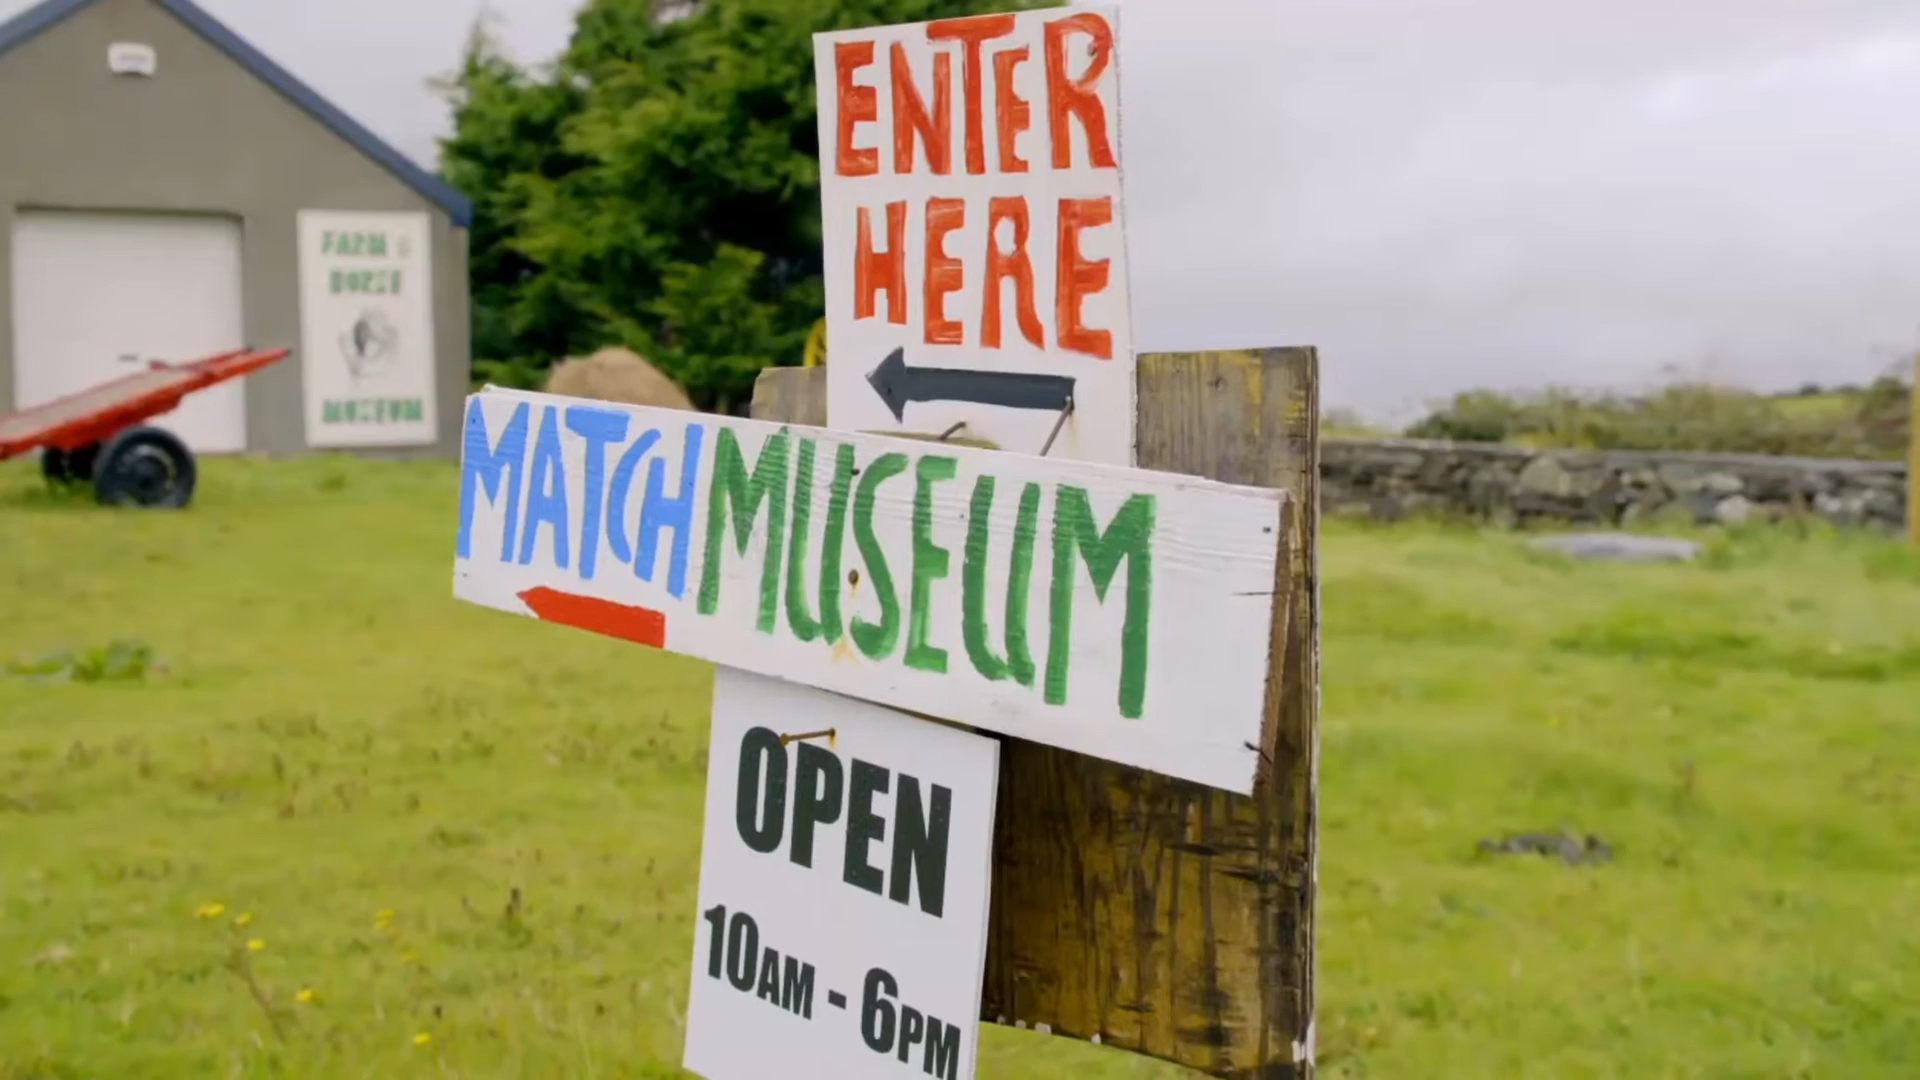 ENTER
HERE
MATCH MUSEUM
OPEN
10AM - 6PM
FARM &
HORSE
MUSEUM